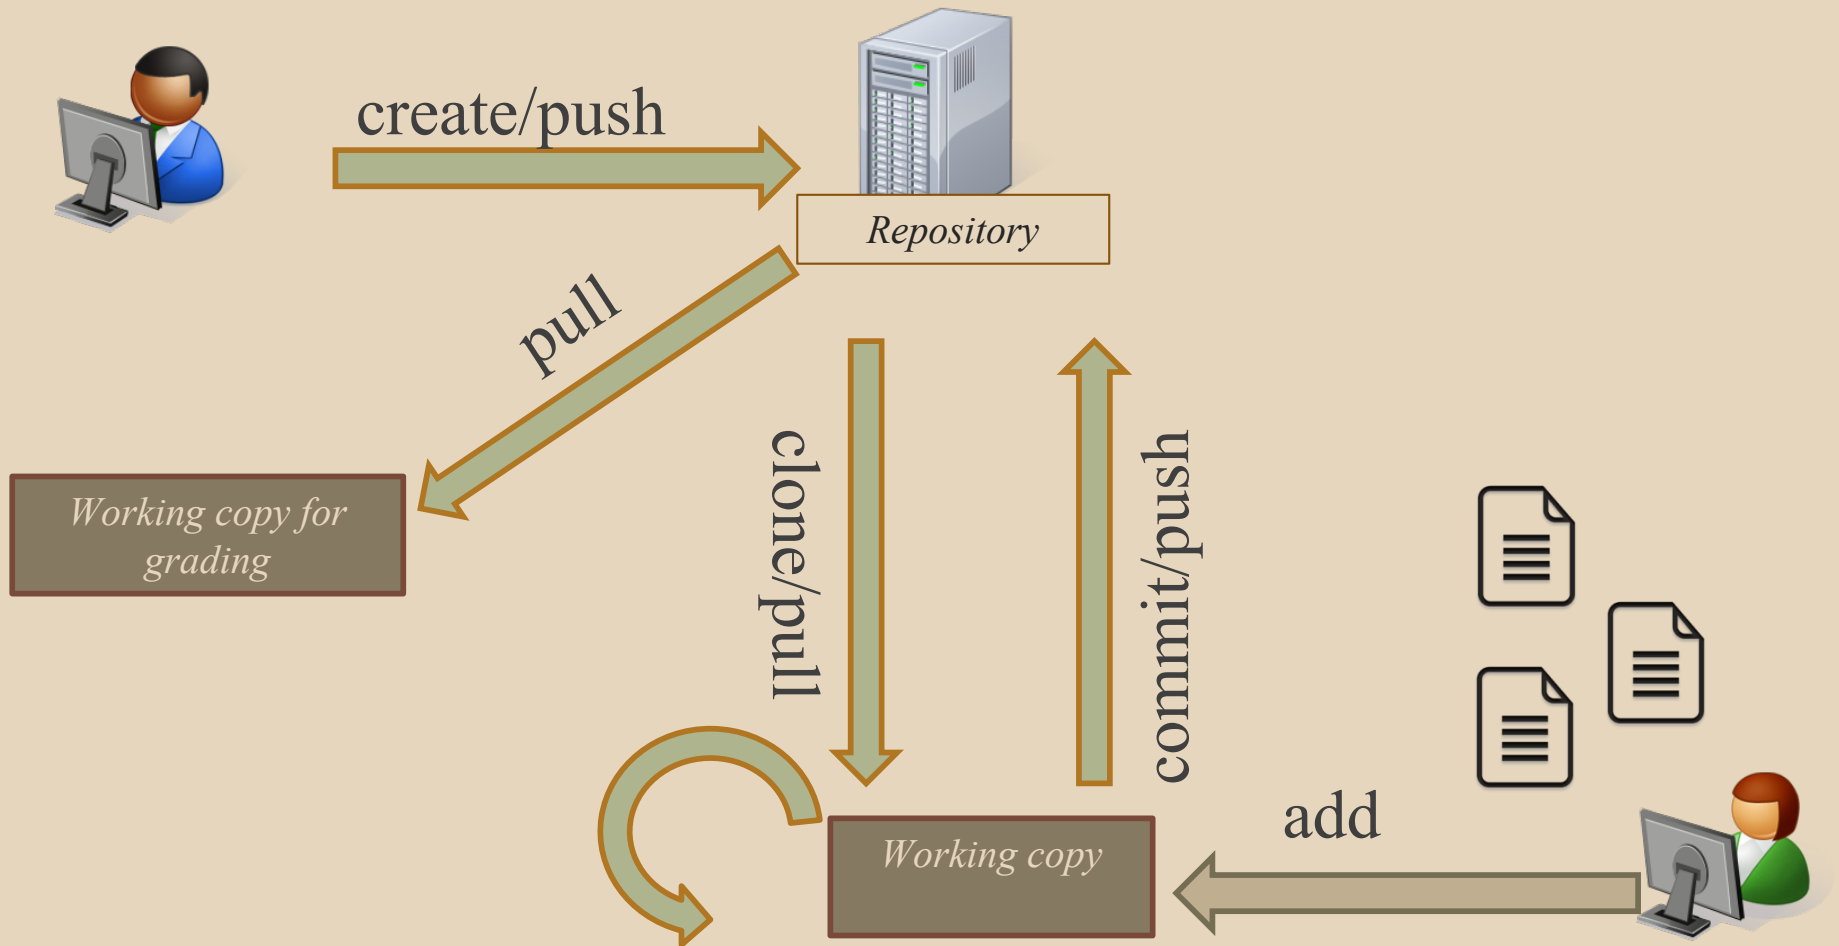 create/push
Repository
pull
Working copy for
grading
clone/pull
commit/push
add
Working copy